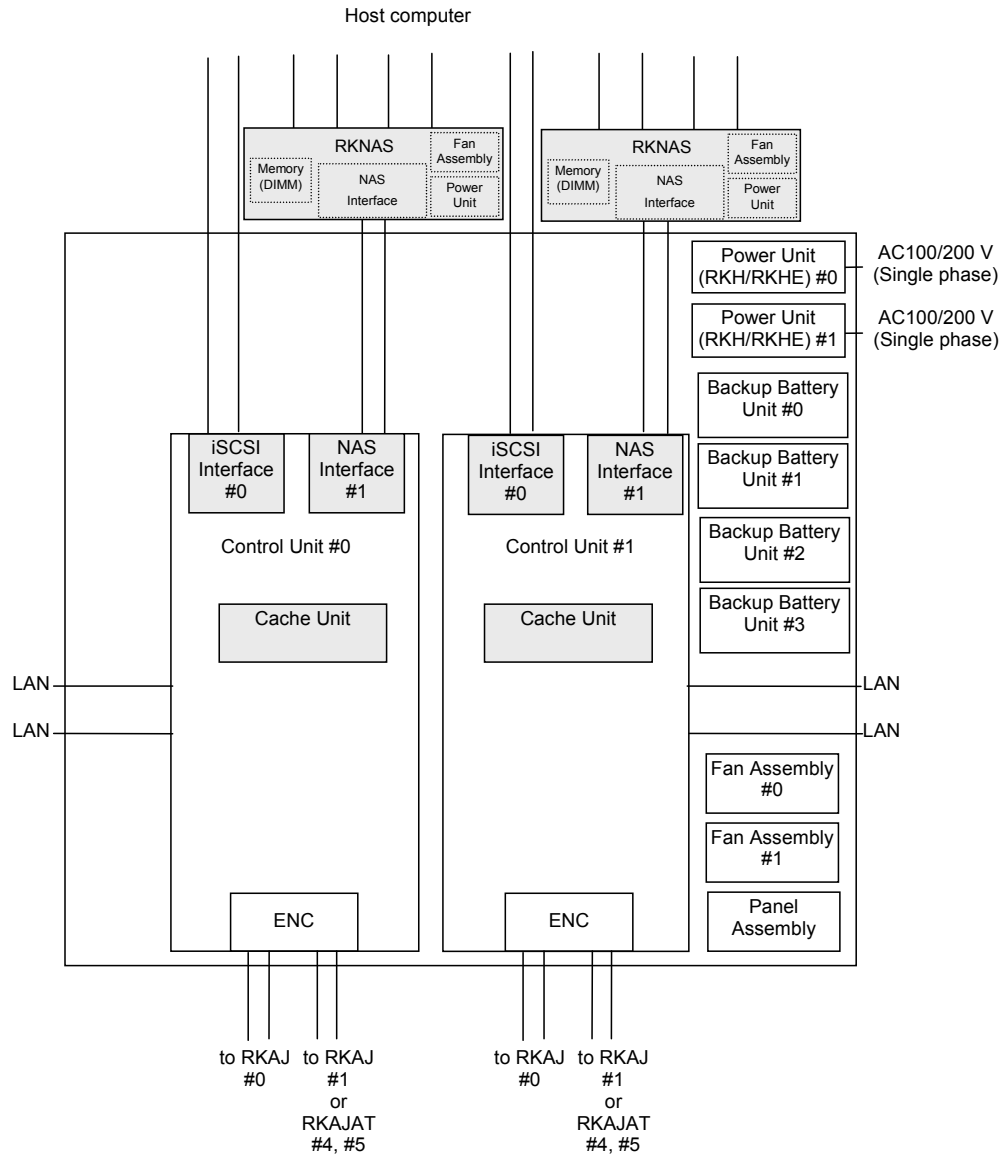 Host computer
RKNAS
Fan
Assembly
Memory
(DIMM)
NAS
Interface
Power
Unit
RKNAS
Fan
Assembly
Memory
(DIMM)
NAS
Interface
Power
Unit
Power Unit
(RKH/RKHE) #0
AC100/200 V
(Single phase)
Power Unit
(RKH/RKHE) #1
AC100/200 V
(Single phase)
Backup Battery
Unit #0
Backup Battery
Unit #1
Backup Battery
Unit #2
Backup Battery
Unit #3
iSCSI
Interface
#0
NAS
Interface
#1
Control Unit #0
Cache Unit
iSCSI
Interface
#0
NAS
Interface
#1
Control Unit #1
Cache Unit
LAN
LAN
LAN
LAN
Fan Assembly
#0
Fan Assembly
#1
Panel
Assembly
ENC
ENC
to RKAJ
#0
to RKAJ
#1
or
RKAJAT
#4, #5
to RKAJ
#0
to RKAJ
#1
or
RKAJAT
#4, #5